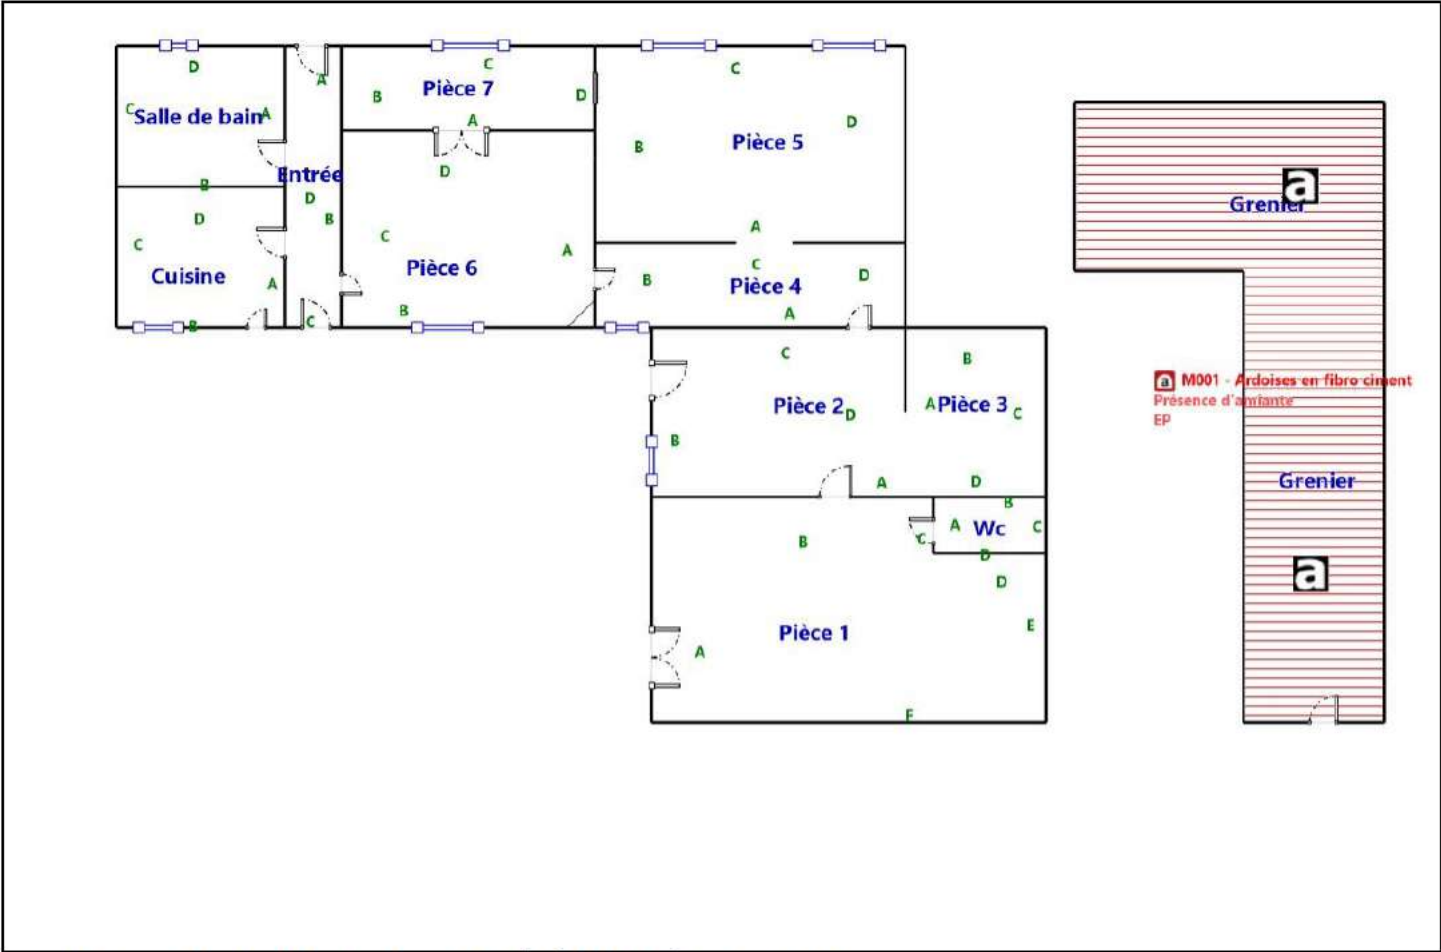 D
C
Salle de bain
A
B
A
Entrée
D
B
C
D
C
Cuisine
A
B
C
B
Pièce 7
D
A
D
C
Pièce 6
A
B
C
D
B
Pièce 5
A
C
B
Pièce 4
D
A
C
Pièce 2
D
B
A
B
A
Pièce 3
C
D
B
A
Wc
C
D
B
C
D
E
Pièce 1
A
F
a
Grenier
a M001 - Ardoises en fibro ciment
Présence d'amiante
EP
Grenier
a